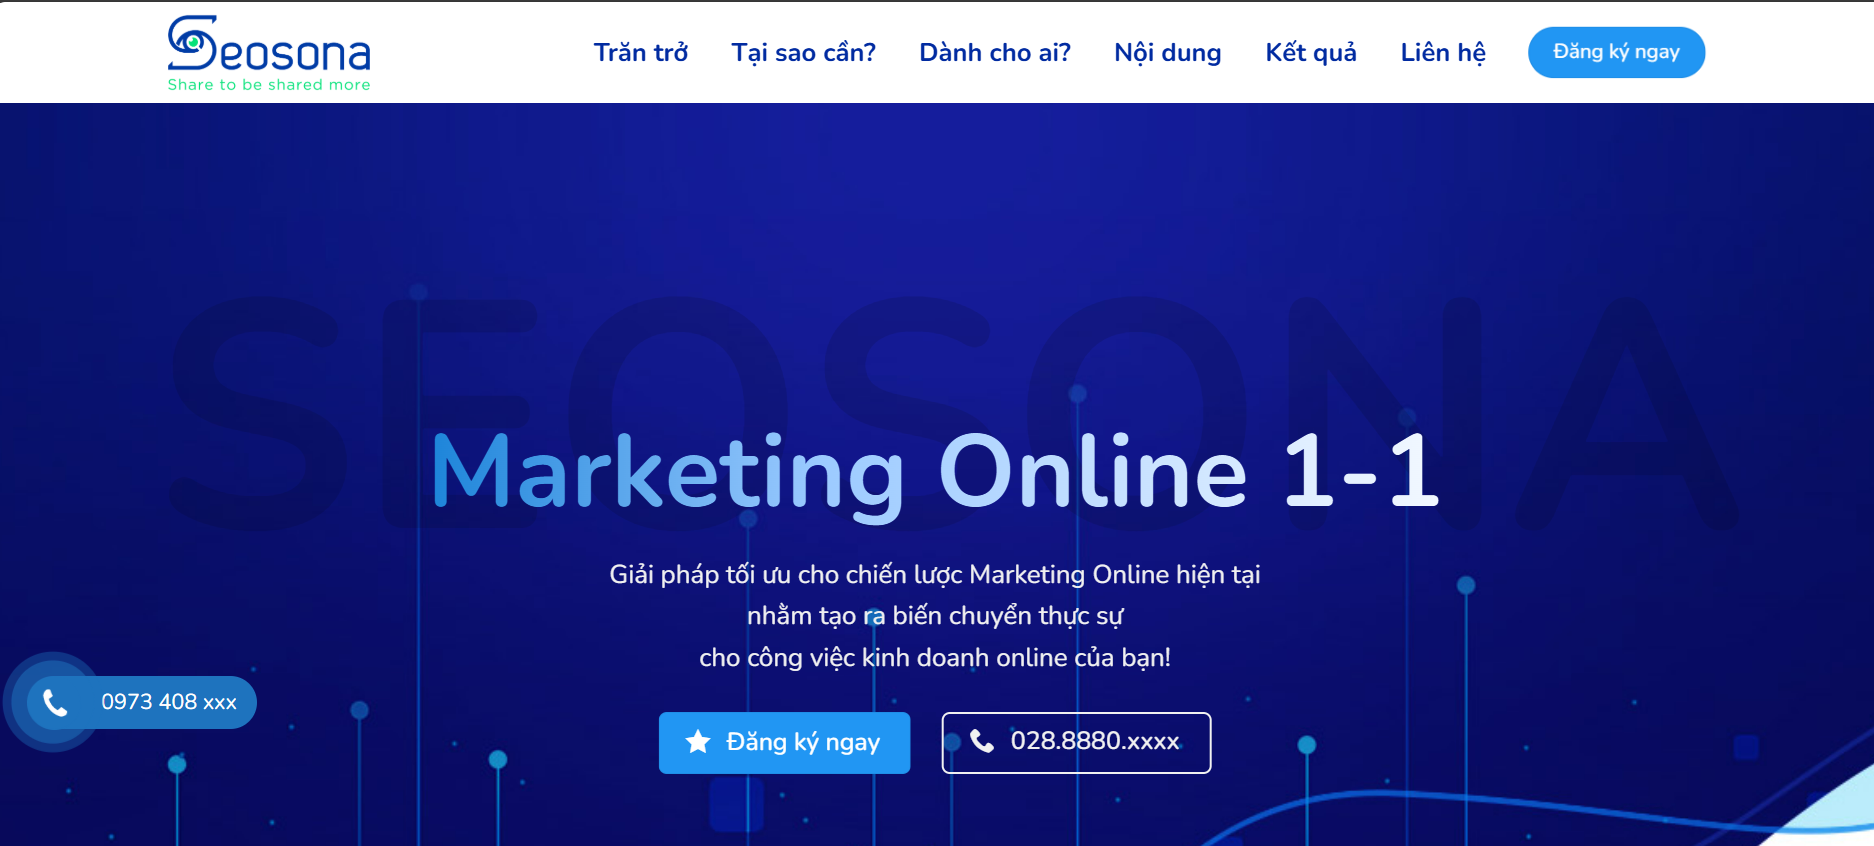 Seosona
Share to be shared more
Trăn trở
Tại sao cần?
Dành cho ai?
Nội dung
Kết quả
Liên hệ
Đăng ký ngay
SEOSONA
Marketing Online 1-1
Giải pháp tối ưu cho chiến lược Marketing Online hiện tại
nhằm tạo ra biến chuyển thực sự
cho công việc kinh doanh online của bạn!
0973 408 xxx
Đăng ký ngay
028.8880.xxxx